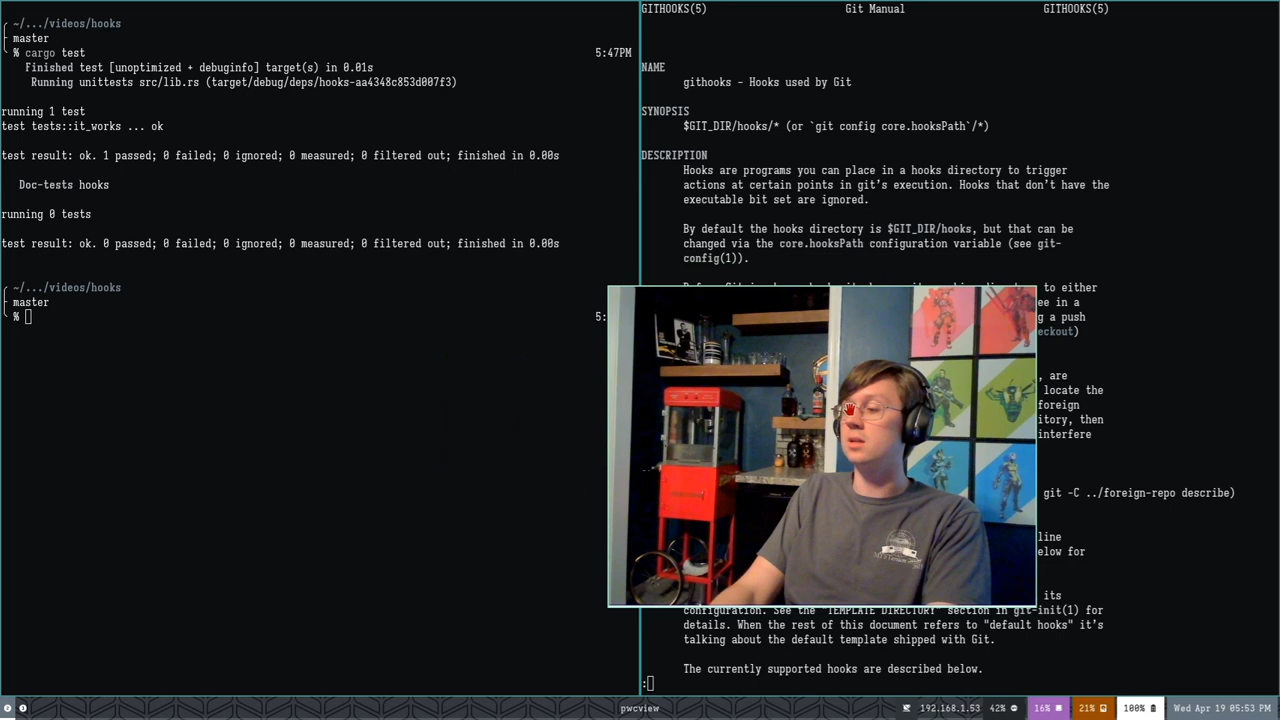 ~/.../videos/hooks
master
% cargo test 5:47PM
Finished test [unoptimized + debuginfo] target(s) in 0.01s
Running unittests src/lib.rs (target/debug/deps/hooks-aa4348c853d007f3)
running 1 test
test tests::it_works ... ok
test result: ok. 1 passed; 0 failed; 0 ignored; 0 measured; 0 filtered out; finished in 0.00s
Doc-tests hooks
running 0 tests
test result: ok. 0 passed; 0 failed; 0 ignored; 0 measured; 0 filtered out; finished in 0.00s
~/.../videos/hooks
master
% 5:
GITHOOKS(5) Git Manual GITHOOKS(5)
NAME
githooks - Hooks used by Git
SYNOPSIS
$GIT_DIR/hooks/* (or `git config core.hooksPath`/*)
DESCRIPTION
Hooks are programs you can place in a hooks directory to trigger
actions at certain points in git's execution. Hooks that don't have the
executable bit set are ignored.
By default the hooks directory is $GIT_DIR/hooks, but that can be
changed via the core.hooksPath configuration variable (see git-
config(1)).
to either
ee in a
g a push
eckout)
, are
locate the
foreign
itory, then
interfere
git -C ../foreign-repo describe)
line
elow for
its
configuration. See the "TEMPLATE DIRECTORY" section in git-init(1) for
details. When the rest of this document refers to "default hooks" it's
talking about the default template shipped with Git.
The currently supported hooks are described below.
:
pwcview 192.168.1.53 42% 16% 21% 100% Wed Apr 19 05:53 PM